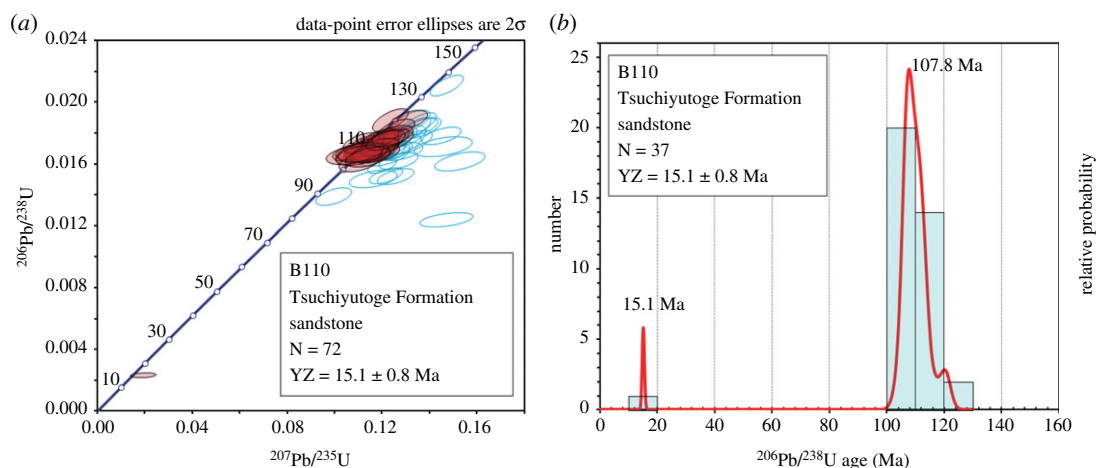 (a)
data-point error ellipses are 2σ
0.024
0.020
0.016
0.012
0.008
0.004
0.000
206Pb/238U
150
130
110
90
70
50
30
10
B110
Tsuchiyutoge Formation
sandstone
N = 72
YZ = 15.1 ± 0.8 Ma
0.00
0.04
0.08
0.12
0.16
207Pb/235U
(b)
25
20
15
10
5
0
number
B110
Tsuchiyutoge Formation
sandstone
N = 37
YZ = 15.1 ± 0.8 Ma
107.8 Ma
15.1 Ma
relative probability
0
20
40
60
80
100
120
140
160
206Pb/238U age (Ma)